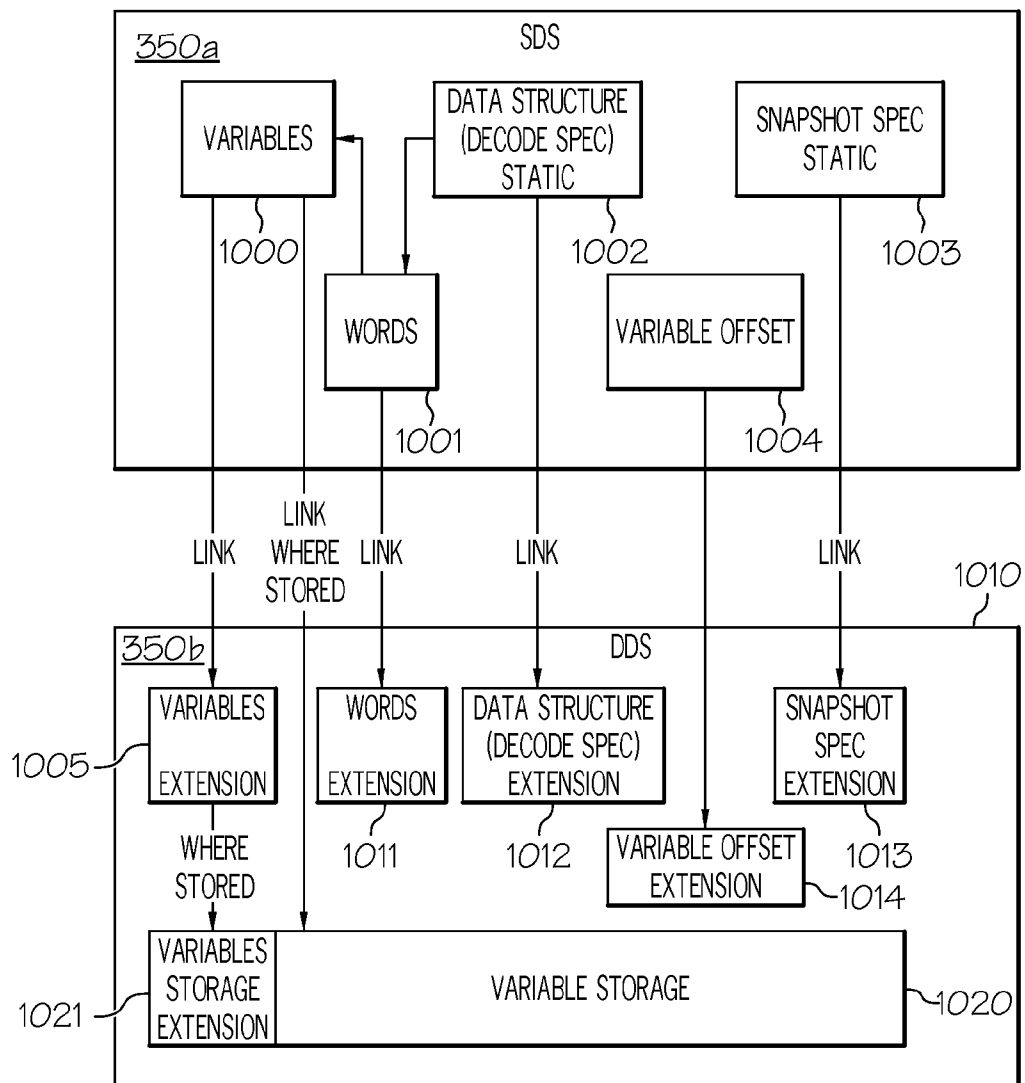 350a
SDS
VARIABLES
DATA STRUCTURE
(DECODE SPEC)
STATIC
SNAPSHOT SPEC
STATIC
1000
1002
1003
WORDS
VARIABLE OFFSET
1001
1004
LINK
LINK
WHERE
STORED
LINK
LINK
LINK
1010
350b
DDS
VARIABLES
EXTENSION
WORDS
EXTENSION
DATA STRUCTURE
(DECODE SPEC)
EXTENSION
SNAPSHOT
SPEC
EXTENSION
1005
1011
1012
1013
WHERE
STORED
VARIABLE OFFSET
EXTENSION
1014
VARIABLES
STORAGE
EXTENSION
VARIABLE STORAGE
1021
1020